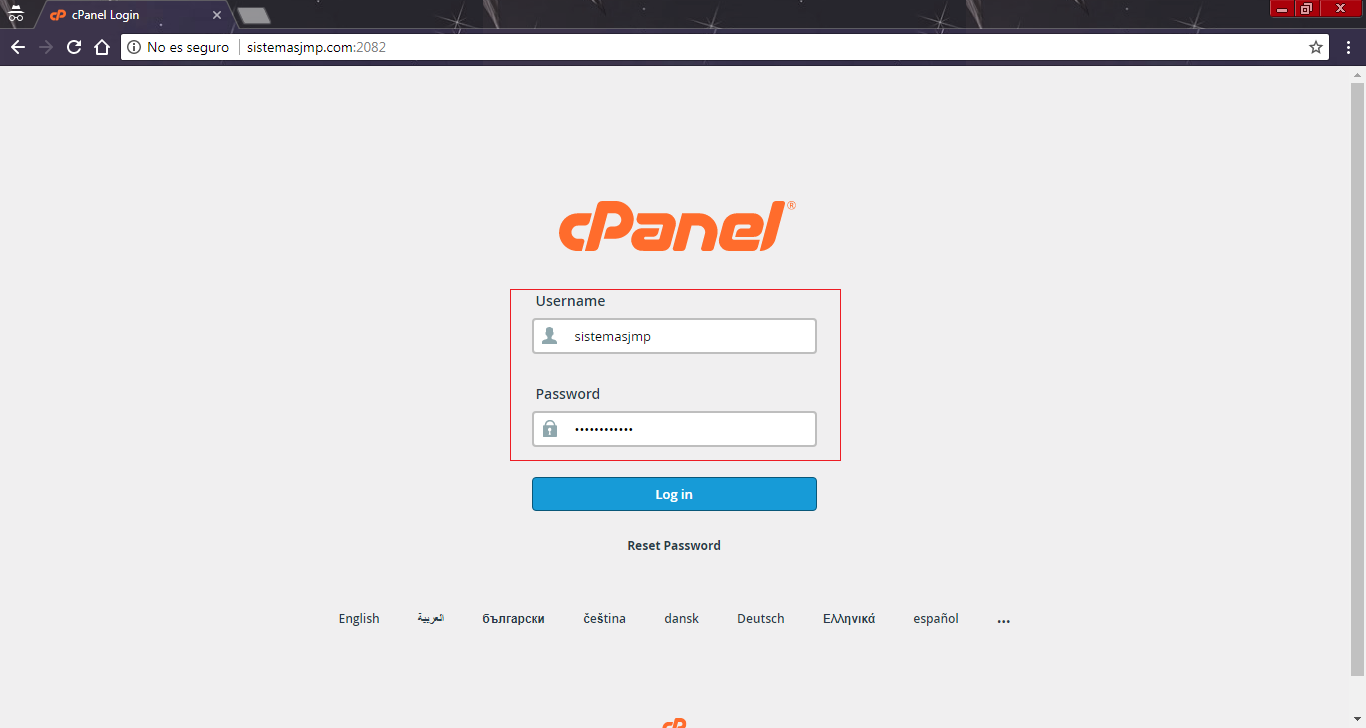 cPanel Login
No es seguro sistemasjmp.com:2082
cPanel®
Username
sistemasjmp
Password
••••••••••••
Log in
Reset Password
English العربية български čeština dansk Deutsch Ελληνικά español ...
cP